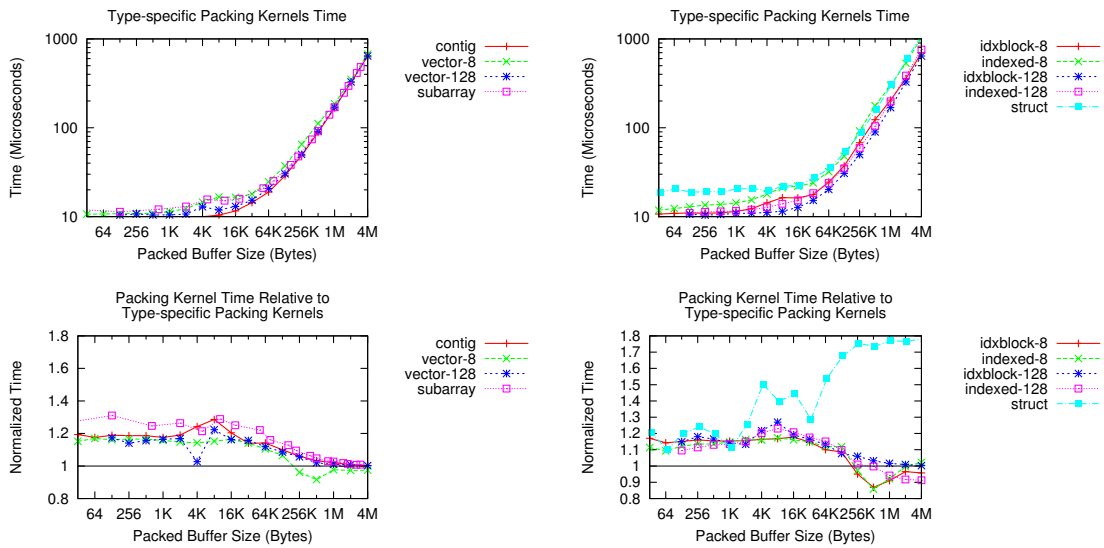 Type-specific Packing Kernels Time
1000
100
10
Time (Microseconds)
64 256 1K 4K 16K 64K 256K 1M 4M
Packed Buffer Size (Bytes)
contig
vector-8
vector-128
subarray
Type-specific Packing Kernels Time
1000
100
10
Time (Microseconds)
64 256 1K 4K 16K 64K 256K 1M 4M
Packed Buffer Size (Bytes)
idxblock-8
indexed-8
idxblock-128
indexed-128
struct
Packing Kernel Time Relative to
Type-specific Packing Kernels
1.8
1.6
1.4
1.2
1
0.8
Normalized Time
64 256 1K 4K 16K 64K 256K 1M 4M
Packed Buffer Size (Bytes)
contig
vector-8
vector-128
subarray
Packing Kernel Time Relative to
Type-specific Packing Kernels
1.8
1.7
1.6
1.5
1.4
1.3
1.2
1.1
1
0.9
0.8
Normalized Time
64 256 1K 4K 16K 64K 256K 1M 4M
Packed Buffer Size (Bytes)
idxblock-8
indexed-8
idxblock-128
indexed-128
struct